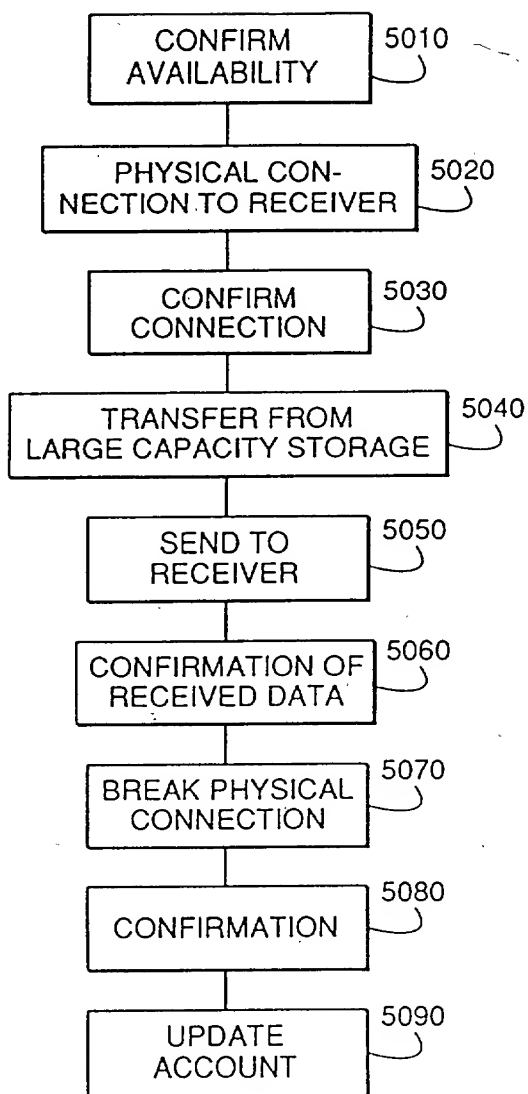 CONFIRM
AVAILABILITY
5010
PHYSICAL CON-
NECTION TO RECEIVER
5020
CONFIRM
CONNECTION
5030
TRANSFER FROM
LARGE CAPACITY STORAGE
5040
SEND TO
RECEIVER
5050
CONFIRMATION OF
RECEIVED DATA
5060
BREAK PHYSICAL
CONNECTION
5070
CONFIRMATION
5080
UPDATE
ACCOUNT
5090